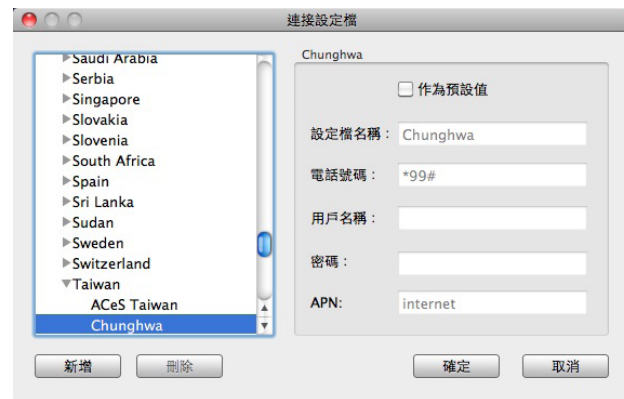 連接設定檔
Saudi Arabia
Serbia
Singapore
Slovakia
Slovenia
South Africa
Spain
Sri Lanka
Sudan
Sweden
Switzerland
Taiwan
ACeS Taiwan
Chunghwa
新增
刪除
Chunghwa
作為預設值
設定檔名稱： Chunghwa
電話號碼： *99#
用戶名稱：
密碼：
APN: internet
確定
取消